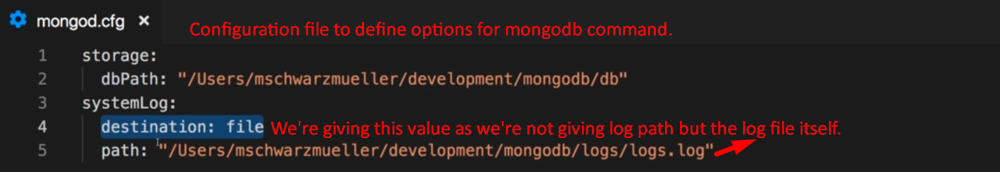 mongod.cfg ×
Configuration file to define options for mongodb command.
1 storage:
2 dbPath: "/Users/mschwarzmueller/development/mongodb/db"
3 systemLog:
4 destination: file We're giving this value as we're not giving log path but the log file itself.
5 path: "/Users/mschwarzmueller/development/mongodb/logs/logs.log"